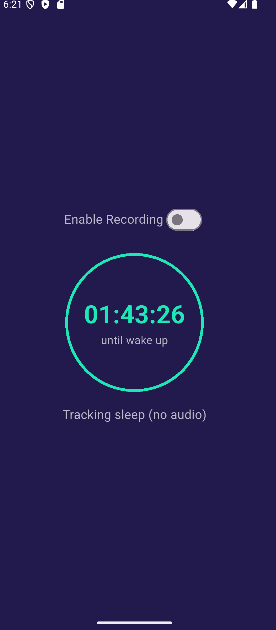 6:21
Enable Recording
01:43:26
until wake up
Tracking sleep (no audio)